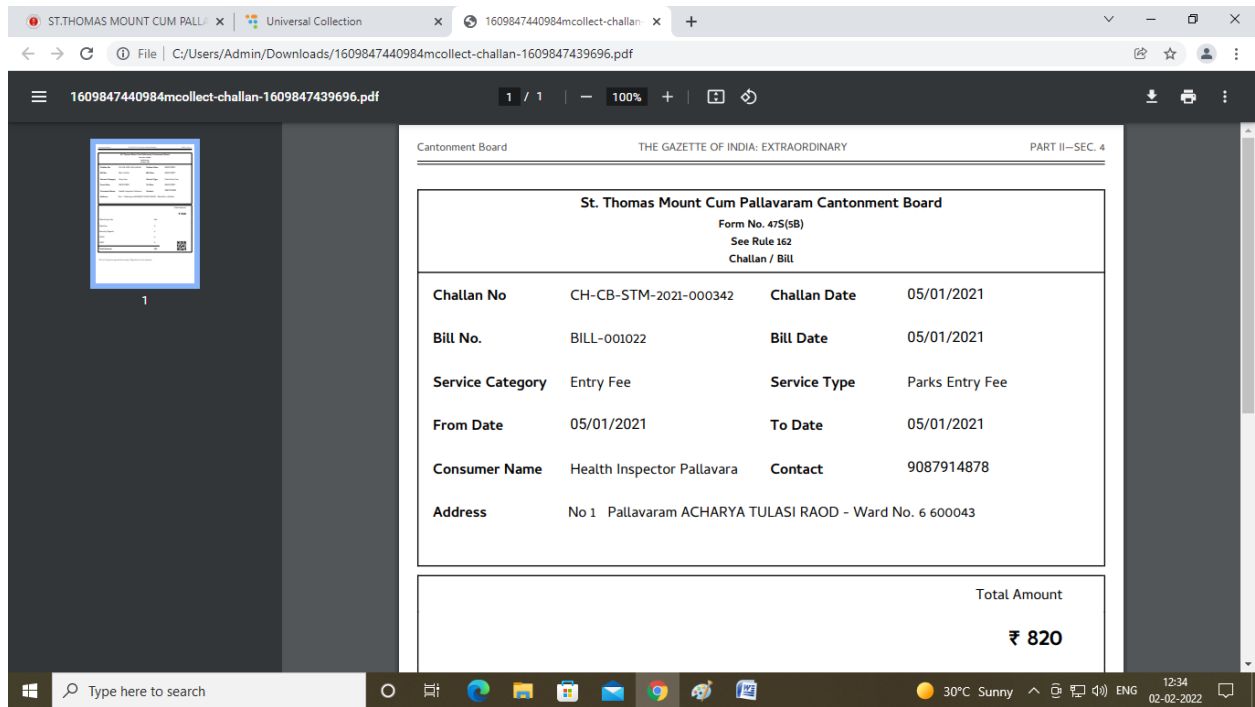 ST.THOMAS MOUNT CUM PALLA
Universal Collection
1609847440984mcollect-challan-
File
C:/Users/Admin/Downloads/1609847440984mcollect-challan-1609847439696.pdf
1609847440984mcollect-challan-1609847439696.pdf
1 / 1
100%
1
Cantonment Board THE GAZETTE OF INDIA: EXTRAORDINARY PART II—SEC. 4
St. Thomas Mount Cum Pallavaram Cantonment Board
Form No. 47S(5B)
See Rule 162
Challan / Bill
Challan No CH-CB-STM-2021-000342 Challan Date 05/01/2021
Bill No. BILL-001022 Bill Date 05/01/2021
Service Category Entry Fee Service Type Parks Entry Fee
From Date 05/01/2021 To Date 05/01/2021
Consumer Name Health Inspector Pallavara Contact 9087914878
Address No 1 Pallavaram ACHARYA TULASI RAOD - Ward No. 6 600043
Total Amount
₹ 820
Type here to search
30°C Sunny
ENG
12:34
02-02-2022